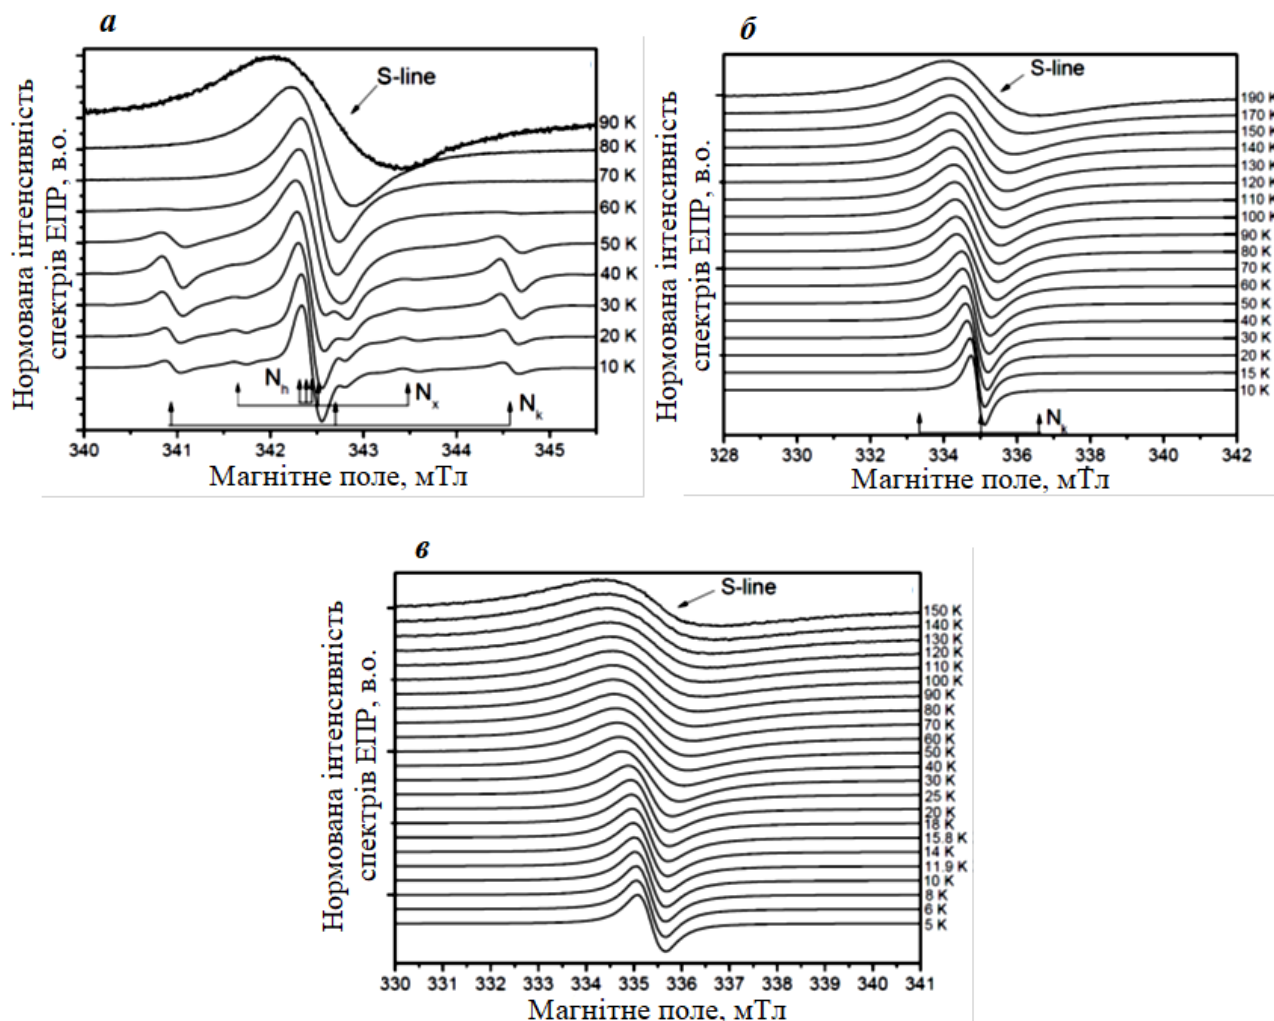 а
Нормована інтенсивність
спектрів ЕПР, в.о.
S-line
90 K
80 K
70 K
60 K
50 K
40 K
30 K
20 K
10 K
Nh
Nx
Nk
340 341 342 343 344 345
Магнітне поле, мТл
б
Нормована інтенсивність
спектрів ЕПР, в.о.
S-line
190 K
170 K
150 K
140 K
130 K
120 K
110 K
100 K
90 K
80 K
70 K
60 K
50 K
40 K
30 K
20 K
15 K
10 K
Nk
328 330 332 334 336 338 340 342
Магнітне поле, мТл
в
Нормована інтенсивність
спектрів ЕПР, в.о.
S-line
150 K
140 K
130 K
120 K
110 K
100 K
90 K
80 K
70 K
60 K
50 K
40 K
30 K
25 K
20 K
18 K
15.8 K
14 K
11.9 K
10 K
8 K
6 K
5 K
330 331 332 333 334 335 336 337 338 339 340 341
Магнітне поле, мТл